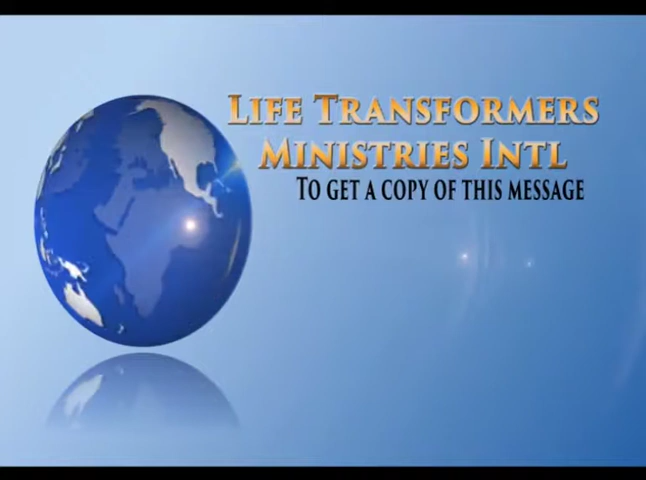 Life Transformers
Ministries Intl
To get a copy of this message